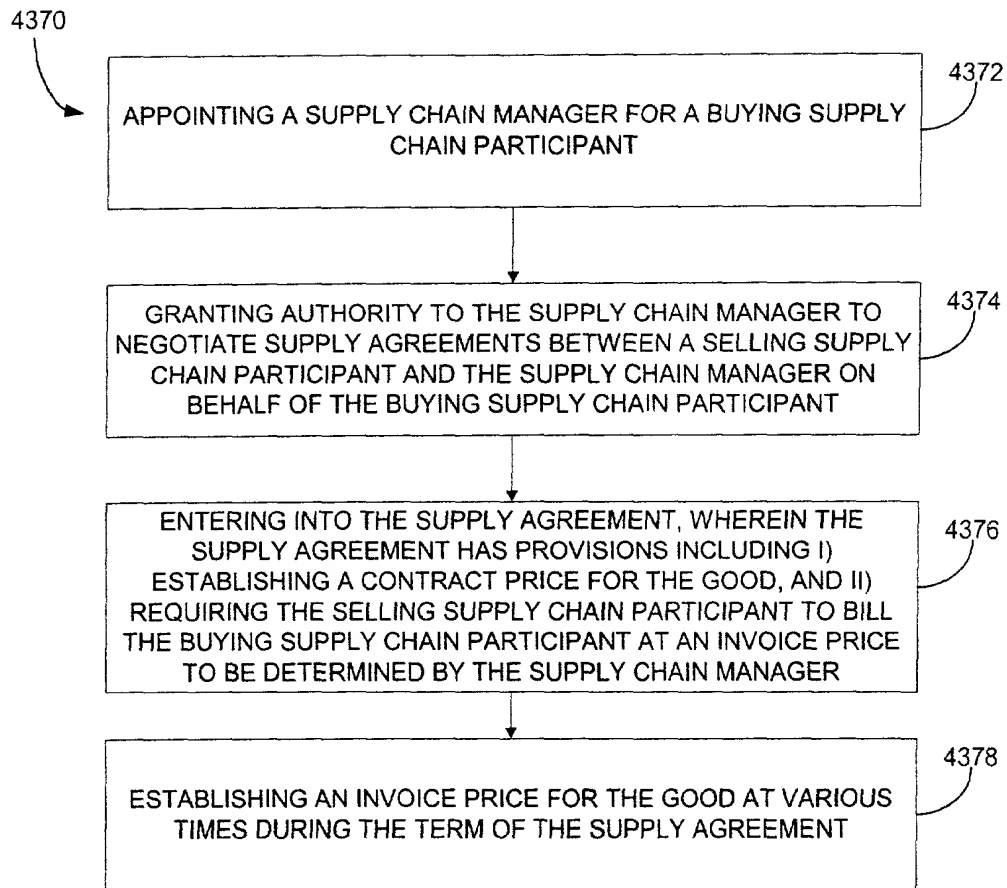 4370
4372
APPOINTING A SUPPLY CHAIN MANAGER FOR A BUYING SUPPLY
CHAIN PARTICIPANT
4374
GRANTING AUTHORITY TO THE SUPPLY CHAIN MANAGER TO
NEGOTIATE SUPPLY AGREEMENTS BETWEEN A SELLING SUPPLY
CHAIN PARTICIPANT AND THE SUPPLY CHAIN MANAGER ON
BEHALF OF THE BUYING SUPPLY CHAIN PARTICIPANT
4376
ENTERING INTO THE SUPPLY AGREEMENT, WHEREIN THE
SUPPLY AGREEMENT HAS PROVISIONS INCLUDING I)
ESTABLISHING A CONTRACT PRICE FOR THE GOOD, AND II)
REQUIRING THE SELLING SUPPLY CHAIN PARTICIPANT TO BILL
THE BUYING SUPPLY CHAIN PARTICIPANT AT AN INVOICE PRICE
TO BE DETERMINED BY THE SUPPLY CHAIN MANAGER
4378
ESTABLISHING AN INVOICE PRICE FOR THE GOOD AT VARIOUS
TIMES DURING THE TERM OF THE SUPPLY AGREEMENT